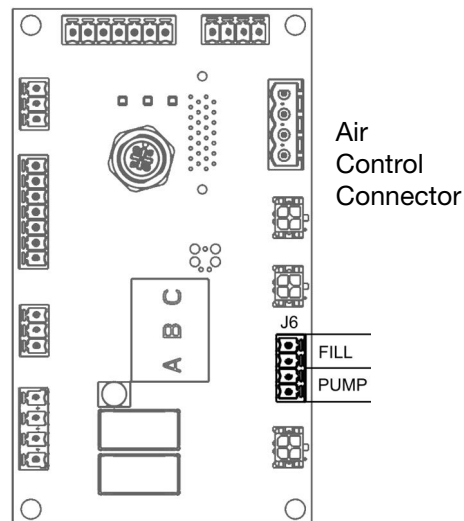 Air
Control
Connector
J6
FILL
PUMP
A B C